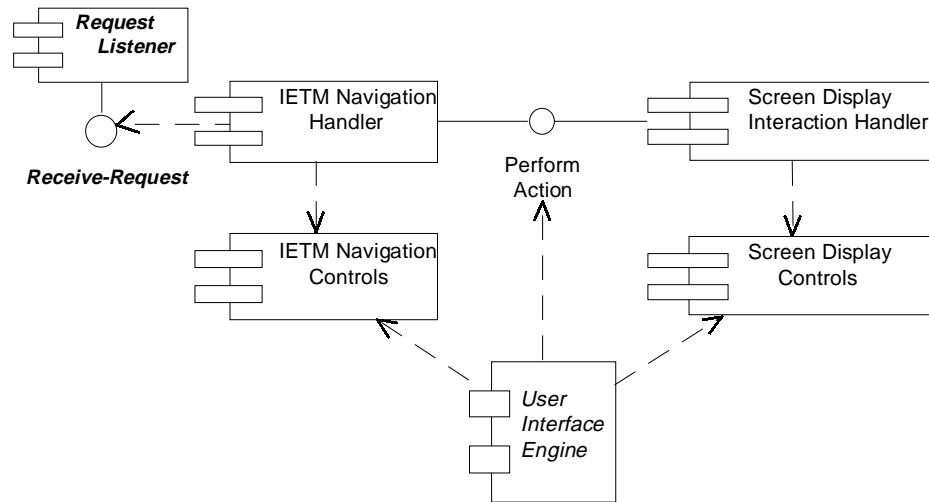 Request
Listener
Receive-Request
IETM Navigation
Handler
Perform
Action
Screen Display
Interaction Handler
IETM Navigation
Controls
Screen Display
Controls
User
Interface
Engine